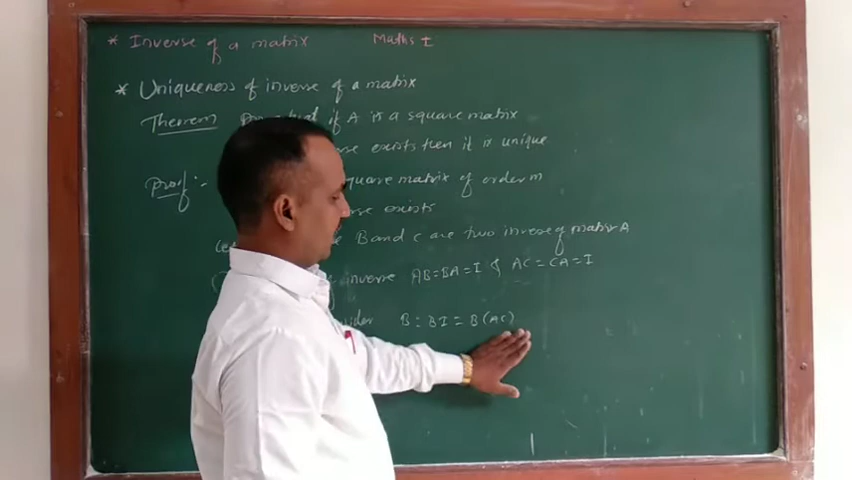 * Inverse of a matrix Maths I
* Uniqueness of inverse of a matrix
Theorem if A is a square matrix
exists then it is unique
Proof :- square matrix of order m
exists
B and C are two inverse of matrix A
inverse AB = BA = I & AC = CA = I
B = BI = B(AC)